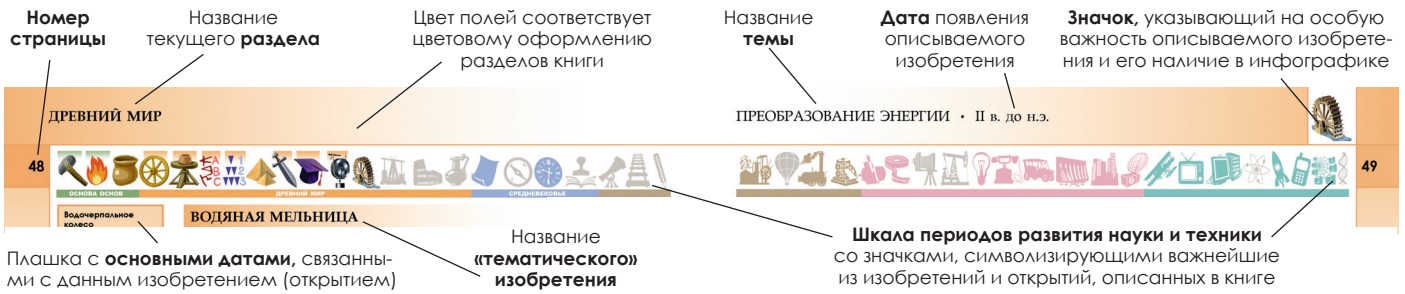 Номер
страницы
Название
текущего раздела
Цвет полей соответствует
цветовому оформлению
разделов книги
Название
темы
Дата появления
описываемого
изобретения
Значок, указывающий на особую
важность описываемого изобрете-
ния и его наличие в инфографике
ДРЕВНИЙ МИР
ПРЕОБРАЗОВАНИЕ ЭНЕРГИИ • II в. до н.э.
48
49
ОСНОВА ОСНОВ
ДРЕВНИЙ МИР
СРЕДНЕВЕКОВЬЕ
Водочерпальное
колесо
ВОДЯНАЯ МЕЛЬНИЦА
Плашка с основными датами, связанны-
ми с данным изобретением (открытием)
Название
«тематического»
изобретения
Шкала периодов развития науки и техники
со значками, символизирующими важнейшие
из изобретений и открытий, описанных в книге